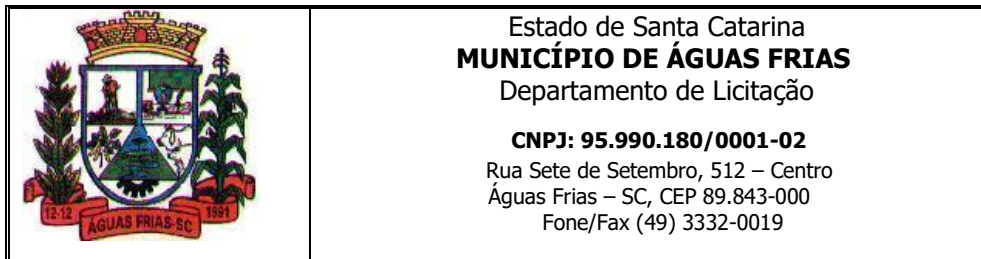 12-12
ÁGUAS FRIAS-SC
1991
Estado de Santa Catarina
MUNICÍPIO DE ÁGUAS FRIAS
Departamento de Licitação
CNPJ: 95.990.180/0001-02
Rua Sete de Setembro, 512 – Centro
Águas Frias – SC, CEP 89.843-000
Fone/Fax (49) 3332-0019